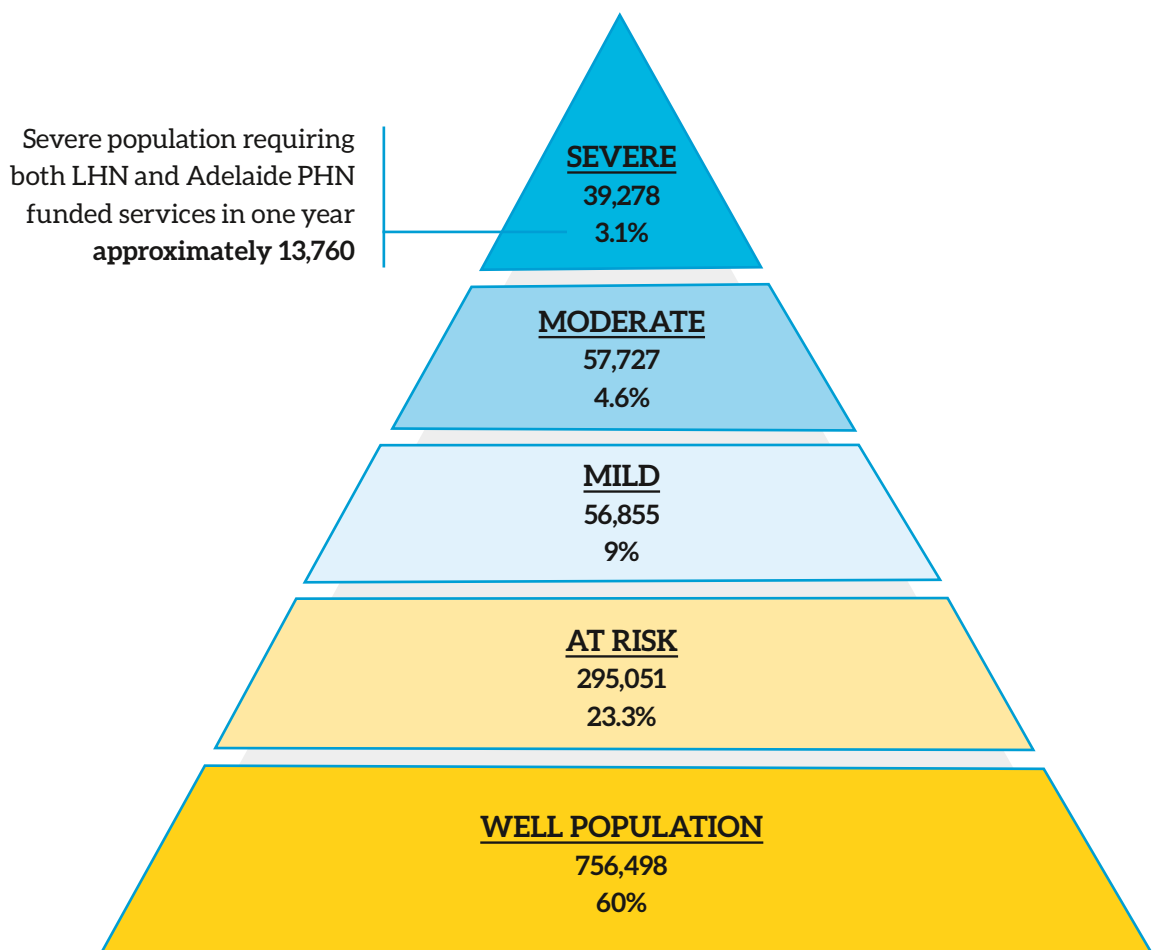 Severe population requiring
both LHN and Adelaide PHN
funded services in one year
approximately 13,760
SEVERE
39,278
3.1%
MODERATE
57,727
4.6%
MILD
56,855
9%
AT RISK
295,051
23.3%
WELL POPULATION
756,498
60%